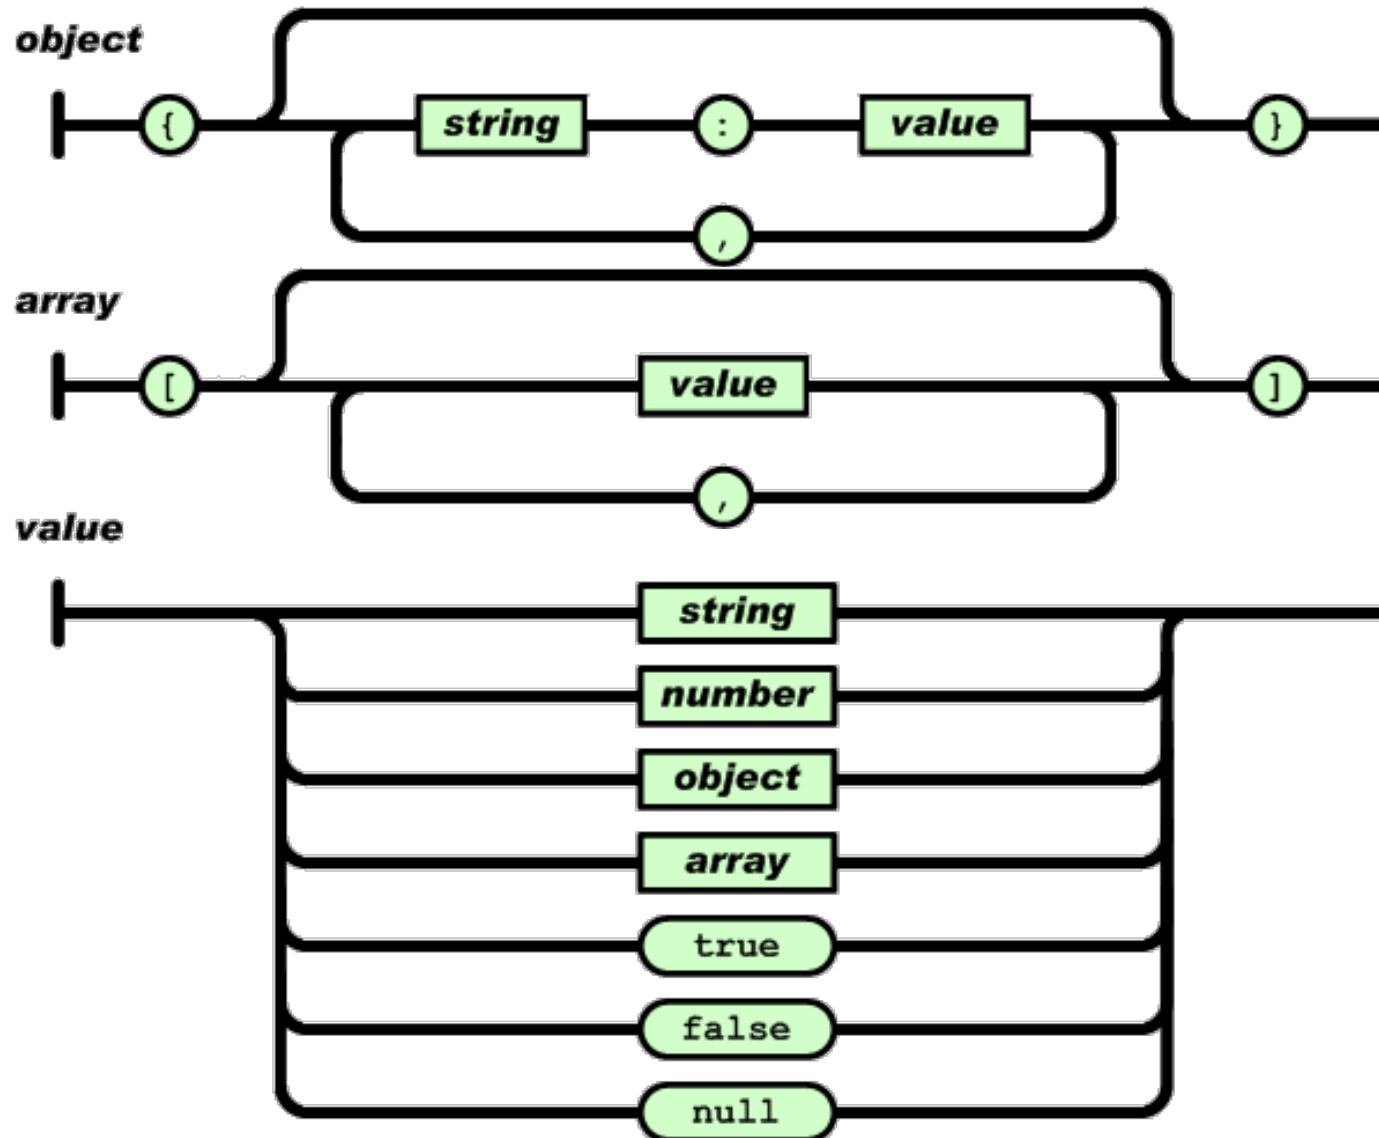 object
{ string : value }
,
array
[ value ]
,
value
string
number
object
array
true
false
null